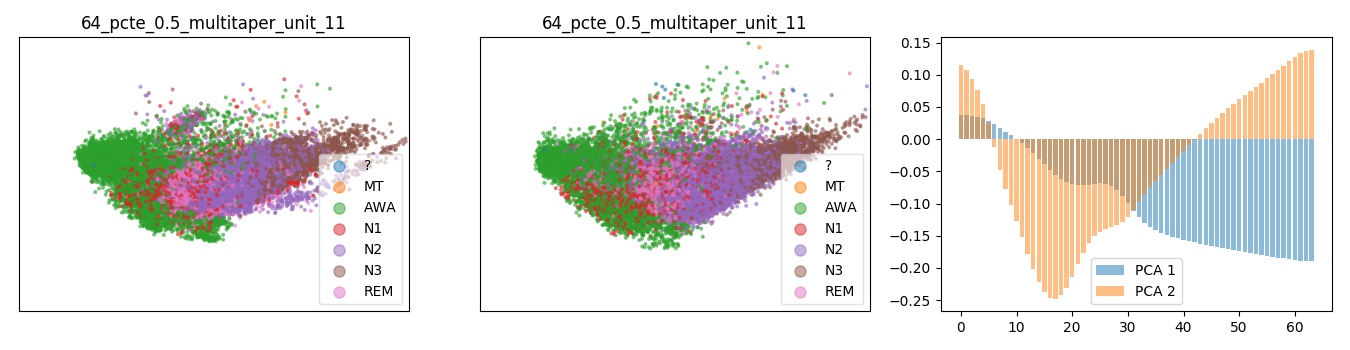 64_pcte_0.5_multitaper_unit_11
?
MT
AWA
N1
N2
N3
REM
64_pcte_0.5_multitaper_unit_11
?
MT
AWA
N1
N2
N3
REM
0.15
0.10
0.05
0.00
−0.05
−0.10
−0.15
−0.20
−0.25
PCA 1
PCA 2
0 10 20 30 40 50 60